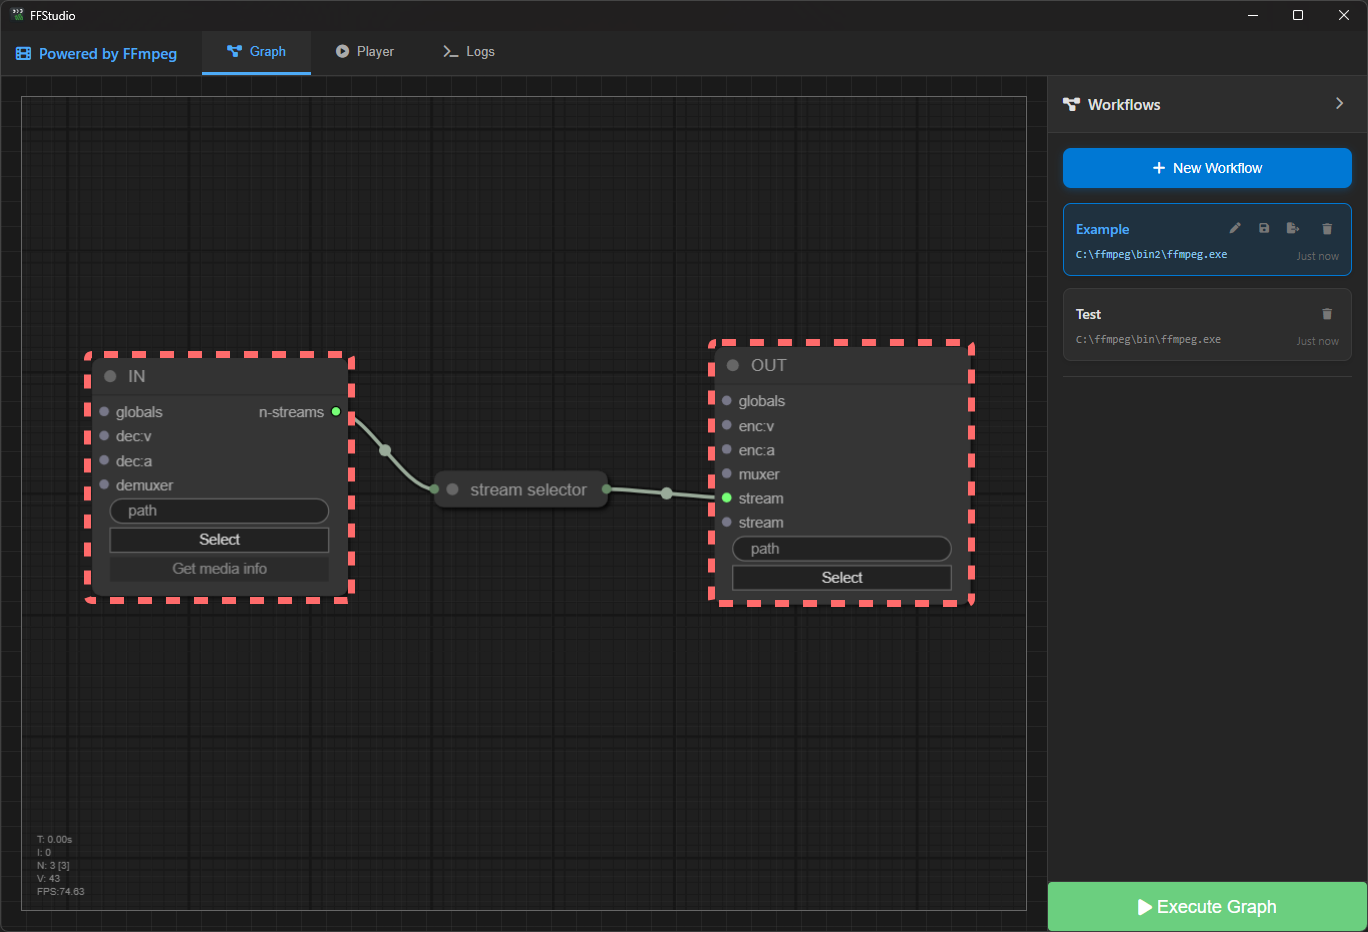 FFStudio
Powered by FFmpeg
Graph
Player
Logs
Workflows
New Workflow
Example
C:\ffmpeg\bin2\ffmpeg.exe
Just now
Test
C:\ffmpeg\bin\ffmpeg.exe
Just now
IN
globals n-streams
dec:v
dec:a
demuxer
path
Select
Get media info
stream selector
OUT
globals
enc:v
enc:a
muxer
stream
stream
path
Select
T: 0.00s
I: 0
N: 3 [3]
V: 43
FPS:74.63
Execute Graph